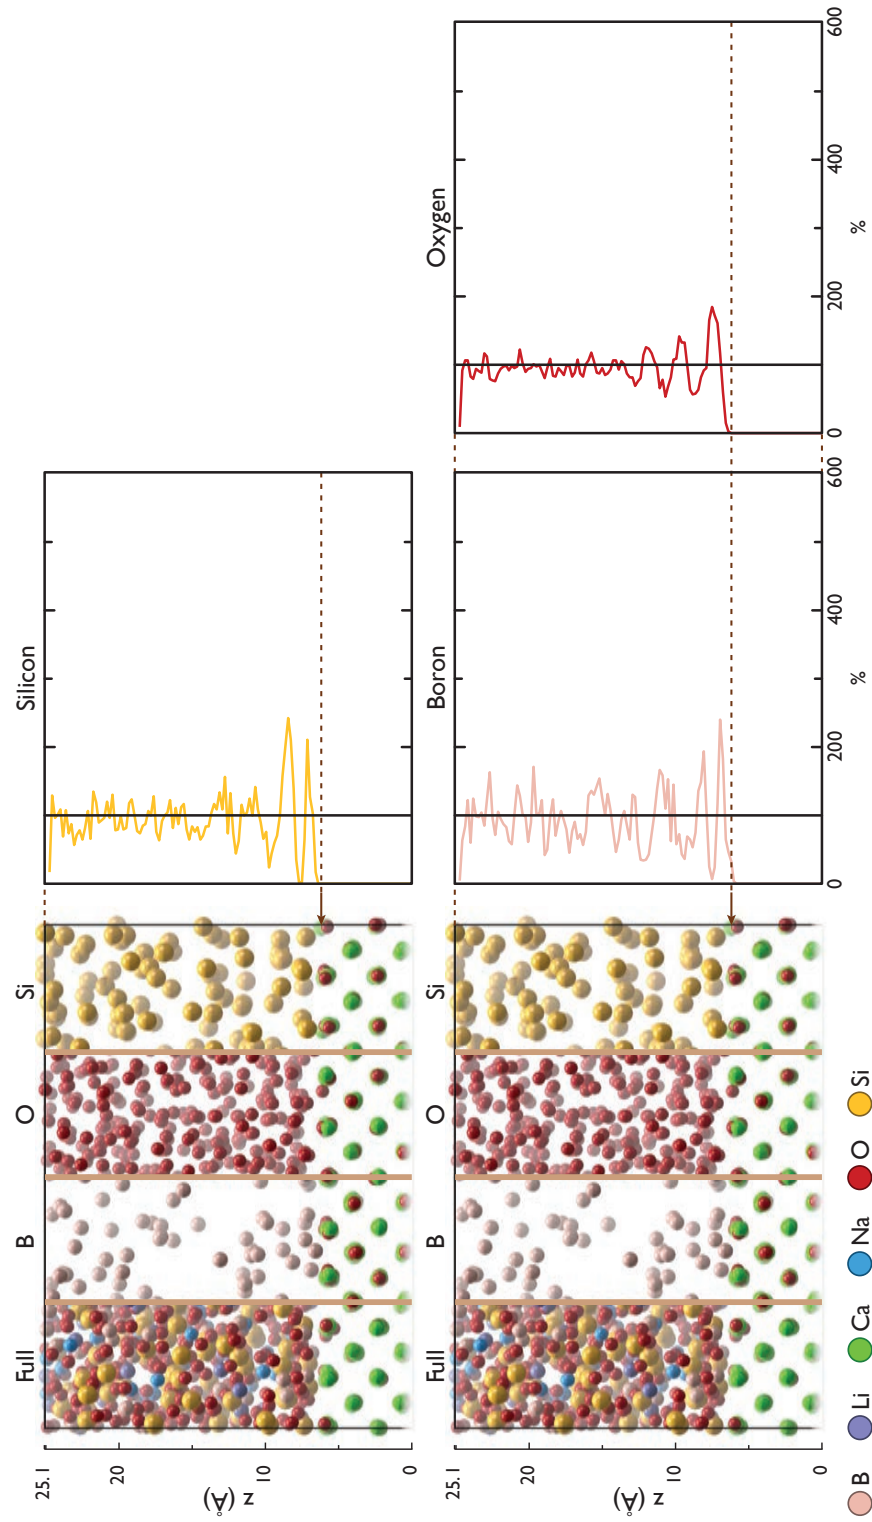 Full B O Si Silicon
25.1
20
10
0
z (Å)
Full B O Si Boron Oxygen
25.1
20
10
0
z (Å)
0 200 400 600
%
0 200 400 600
%
B Li Ca Na O Si